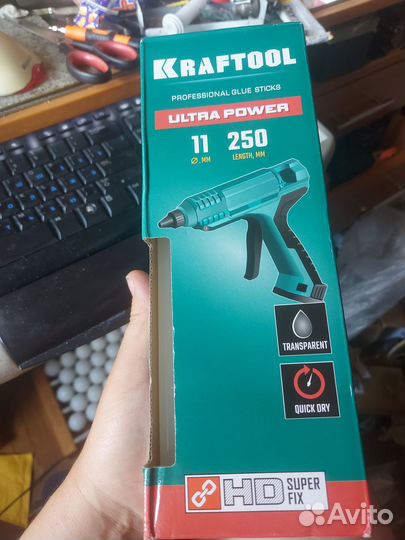 KRAFTOOL
PROFESSIONAL GLUE STICKS
ULTRA POWER
11 250
Ø, MM LENGTH, MM
TRANSPARENT
QUICK DRY
HD SUPER FIX
Avito